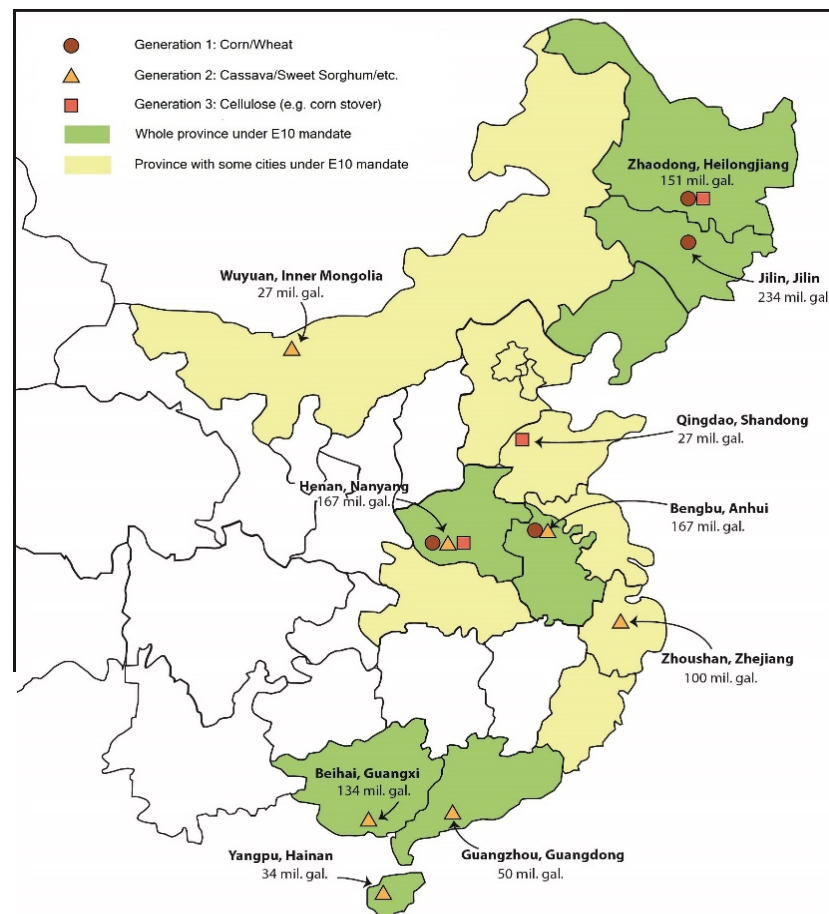 Generation 1: Corn/Wheat
Generation 2: Cassava/Sweet Sorghum/etc.
Generation 3: Cellulose (e.g. corn stover)
Whole province under E10 mandate
Province with some cities under E10 mandate
Zhaodong, Heilongjiang
151 mil. gal.
Jilin, Jilin
234 mil. gal.
Wuyuan, Inner Mongolia
27 mil. gal.
Qingdao, Shandong
27 mil. gal.
Henan, Nanyang
167 mil. gal.
Bengbu, Anhui
167 mil. gal.
Zhoushan, Zhejiang
100 mil. gal.
Beihai, Guangxi
134 mil. gal.
Yangpu, Hainan
34 mil. gal.
Guangzhou, Guangdong
50 mil. gal.